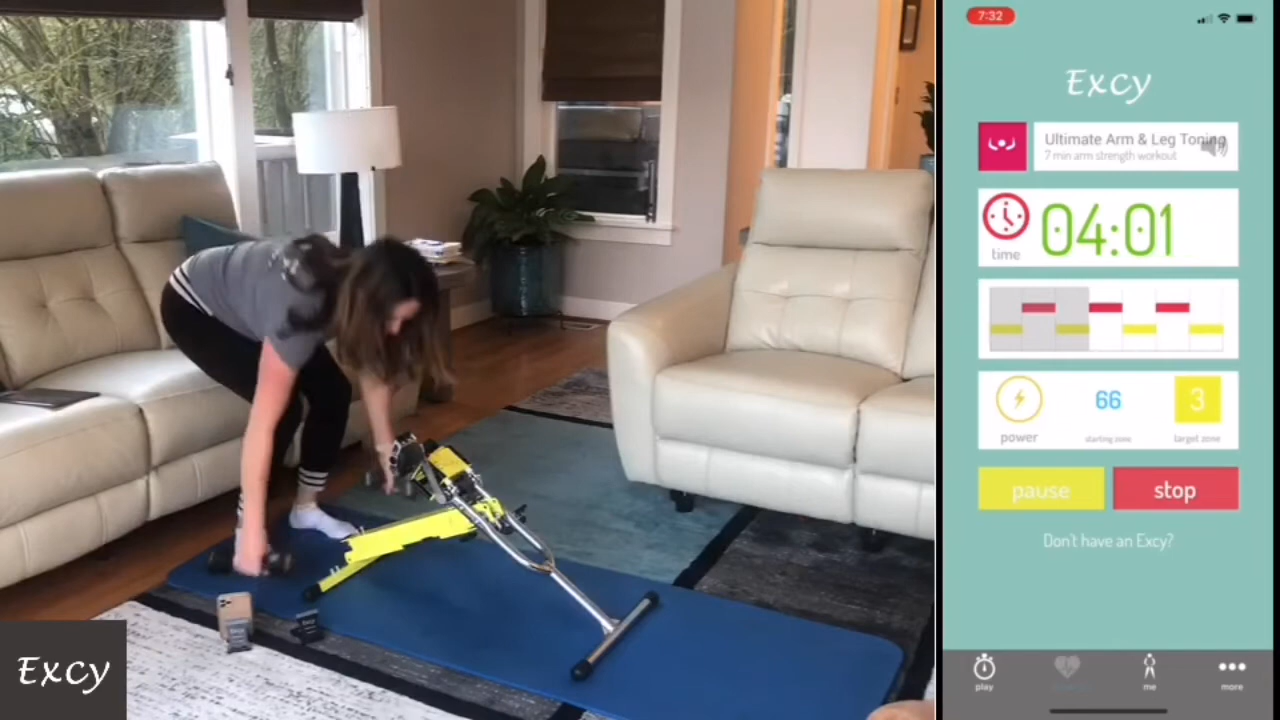 7:32
Excy
Ultimate Arm & Leg Toning
7 min arm strength workout
04:01
time
66
3
power
starting zone
target zone
pause
stop
Don't have an Excy?
play
me
more
Excy